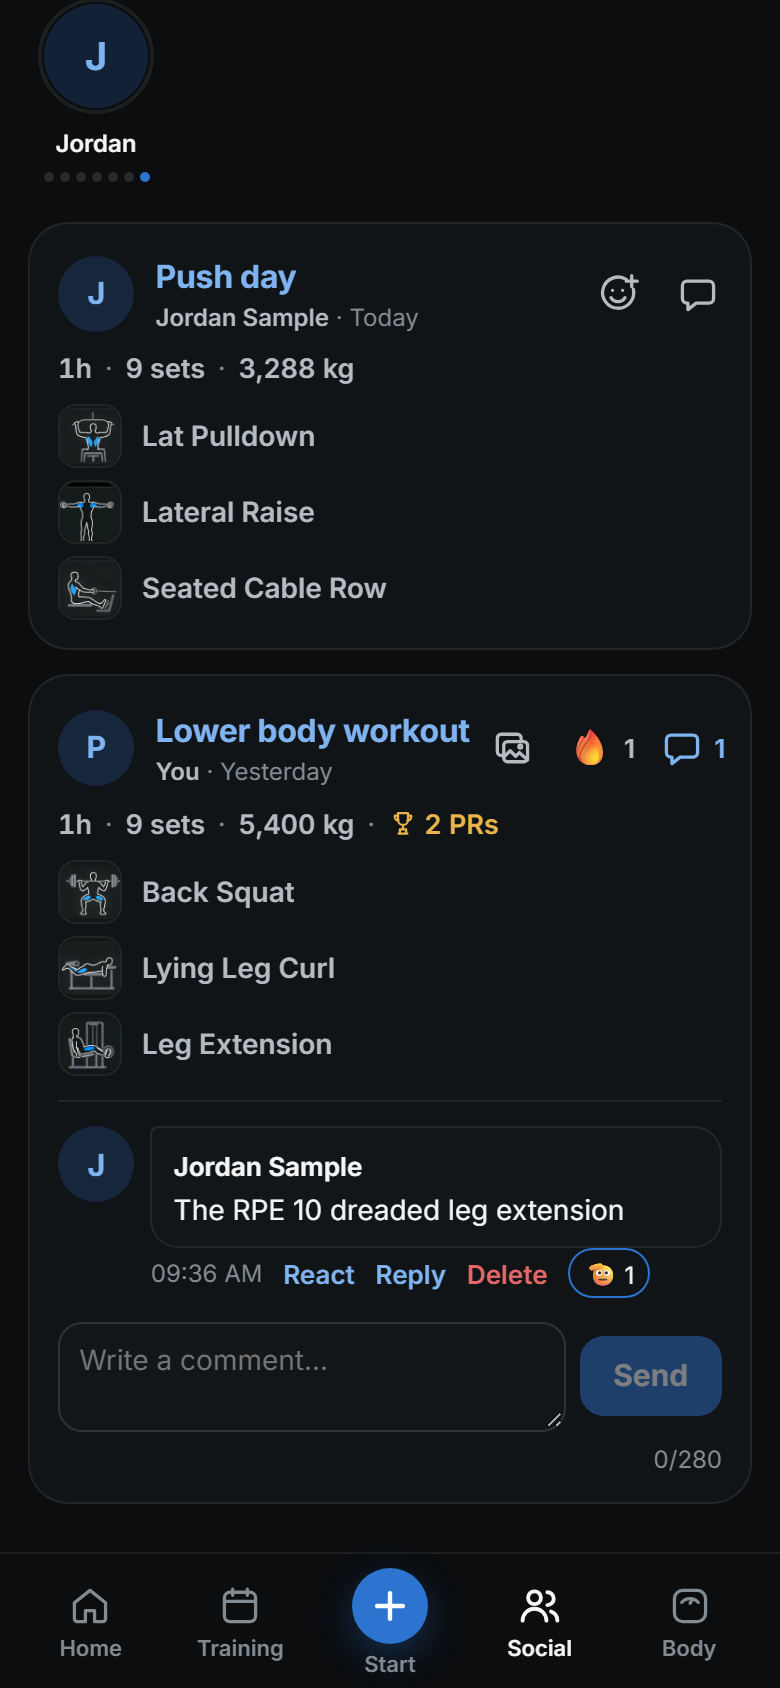 J
Jordan
J
Push day
Jordan Sample · Today
1h · 9 sets · 3,288 kg
Lat Pulldown
Lateral Raise
Seated Cable Row
P
Lower body workout
1
1
You · Yesterday
1h · 9 sets · 5,400 kg · 2 PRs
Back Squat
Lying Leg Curl
Leg Extension
J
Jordan Sample
The RPE 10 dreaded leg extension
09:36 AM React Reply Delete 1
Write a comment...
Send
0/280
Home Training Start Social Body